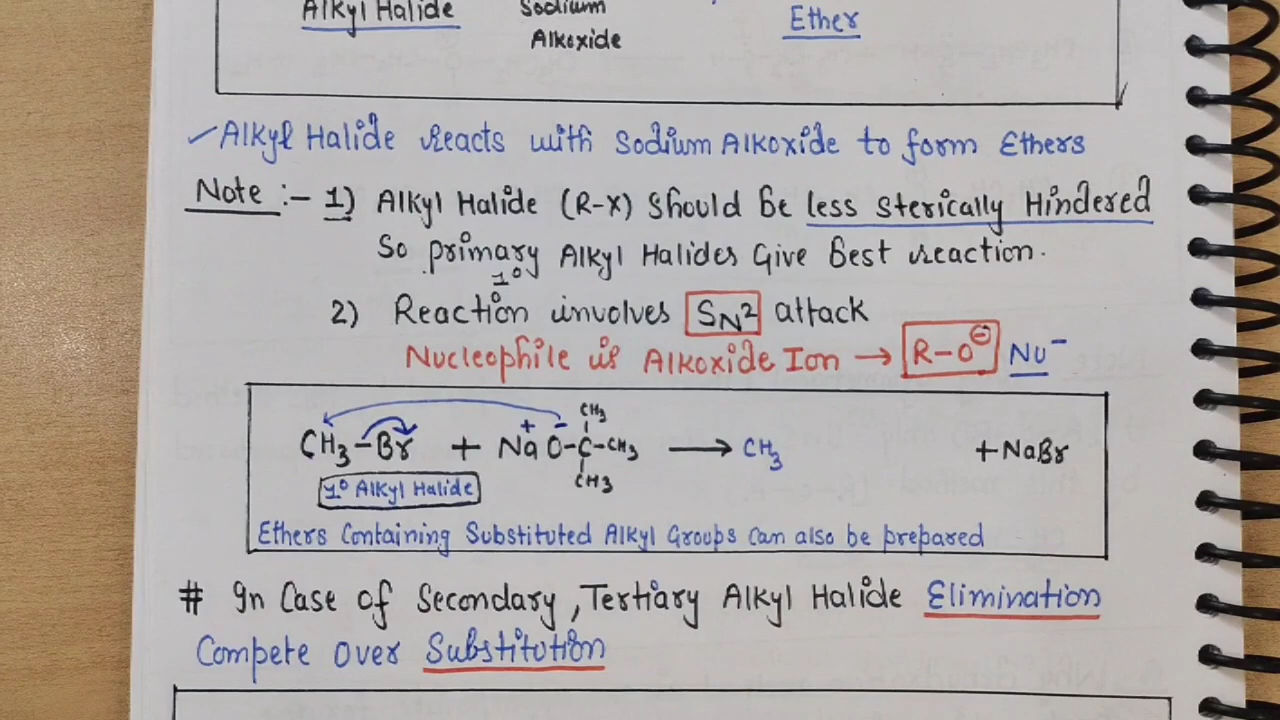 Alkyl Halide Sodium Ether
Alkoxide
✓Alkyl Halide reacts with Sodium Alkoxide to form Ethers
Note :- 1) Alkyl Halide (R-X) Should be less sterically Hindered
So primary Alkyl Halides Give Best reaction.
1°
2) Reaction involves SN² attack
Nucleophile is Alkoxide Ion → R-O⊖ Nu⁻
CH₃
CH₃-Br + Na⁺ O⁻-C-CH₃ → CH₃ + NaBr
CH₃
1° Alkyl Halide
Ethers Containing Substituted Alkyl Groups Can also be prepared
# In Case of Secondary, Tertiary Alkyl Halide Elimination
Compete over Substitution